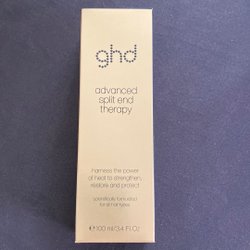 ghd
advanced
split end
therapy
harness the power
of heat to strengthen,
restore and protect
scientifically formulated
for all hair types
e 100 ml/3.4 Fl.Oz